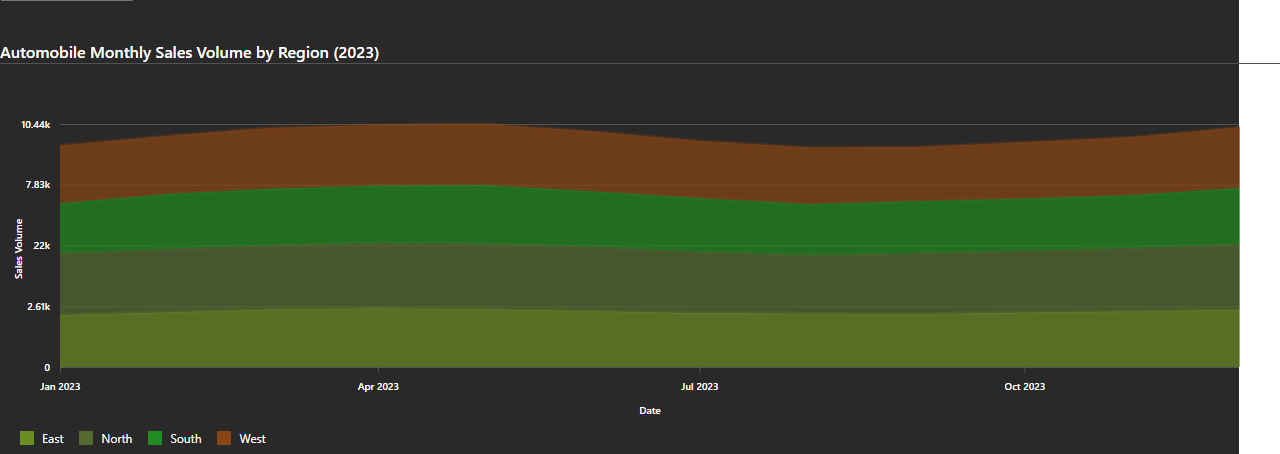 Automobile Monthly Sales Volume by Region (2023)
10.44k
7.83k
22k
2.61k
0
Sales Volume
Jan 2023
Apr 2023
Jul 2023
Oct 2023
Date
East
North
South
West